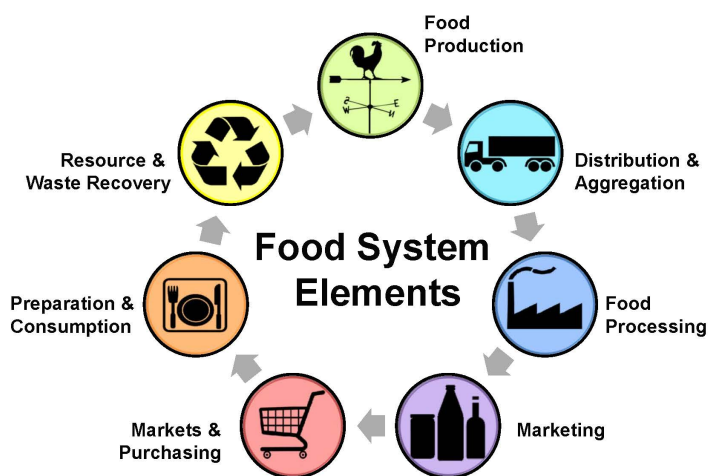 Food
Production
Distribution &
Aggregation
Food
Processing
Marketing
Markets &
Purchasing
Preparation &
Consumption
Resource &
Waste Recovery
Food System
Elements
S
E
W
N